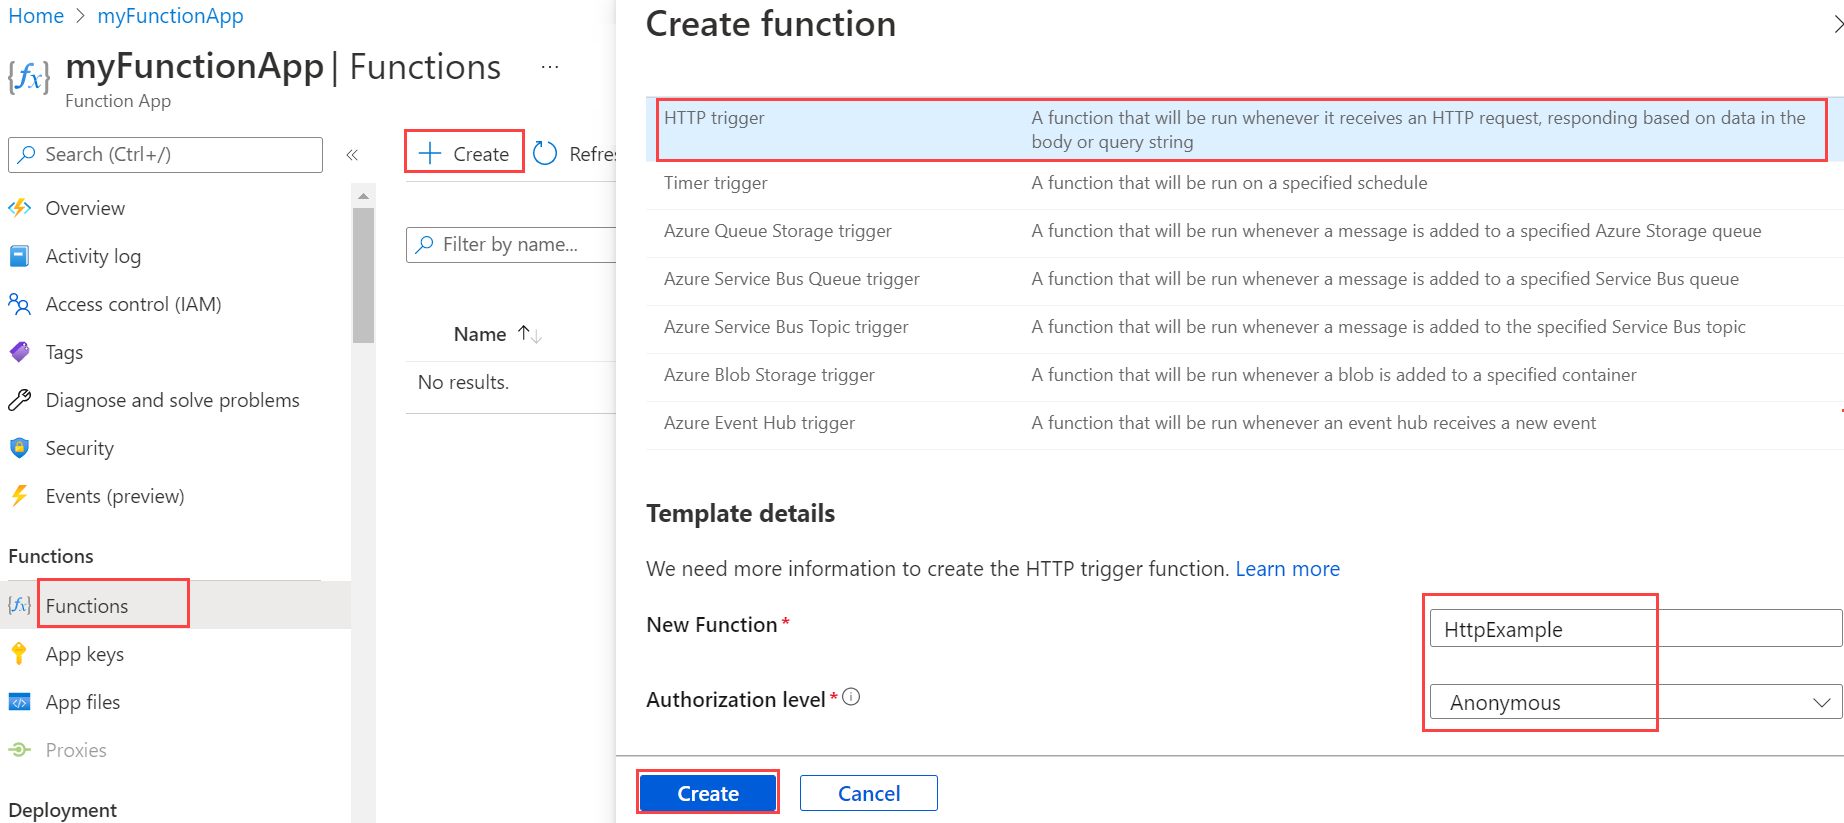 Home > myFunctionApp
myFunctionApp | Functions ...
Function App
Search (Ctrl+/)
«
Overview
Activity log
Access control (IAM)
Tags
Diagnose and solve problems
Security
Events (preview)
Functions
Functions
App keys
App files
Proxies
Deployment
+ Create
Refres
Filter by name...
Name ↑↓
No results.
Create function
HTTP trigger
A function that will be run whenever it receives an HTTP request, responding based on data in the
body or query string
Timer trigger
A function that will be run on a specified schedule
Azure Queue Storage trigger
A function that will be run whenever a message is added to a specified Azure Storage queue
Azure Service Bus Queue trigger
A function that will be run whenever a message is added to a specified Service Bus queue
Azure Service Bus Topic trigger
A function that will be run whenever a message is added to the specified Service Bus topic
Azure Blob Storage trigger
A function that will be run whenever a blob is added to a specified container
Azure Event Hub trigger
A function that will be run whenever an event hub receives a new event
Template details
We need more information to create the HTTP trigger function. Learn more
New Function *
HttpExample
Authorization level *
Anonymous
Create
Cancel